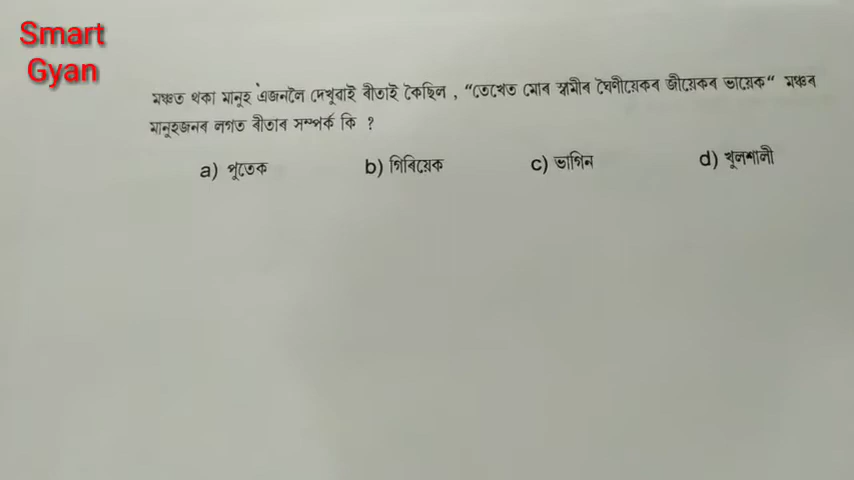 Smart
Gyan
মঞ্চত থকা মানুহ এজনলৈ দেখুৱাই ৰীতাই কৈছিল , "তেখেত মোৰ স্বামীৰ ঘৈণীয়েকৰ জীয়েকৰ ভায়েক" মঞ্চৰ
মানুহজনৰ লগত ৰীতাৰ সম্পৰ্ক কি ?
a) পুতেক b) গিৰিয়েক c) ভাগিন d) খুলশালী